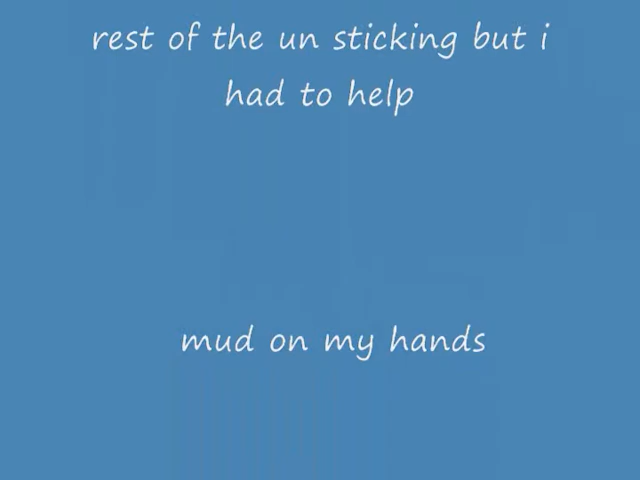 rest of the un sticking but i
had to help
mud on my hands